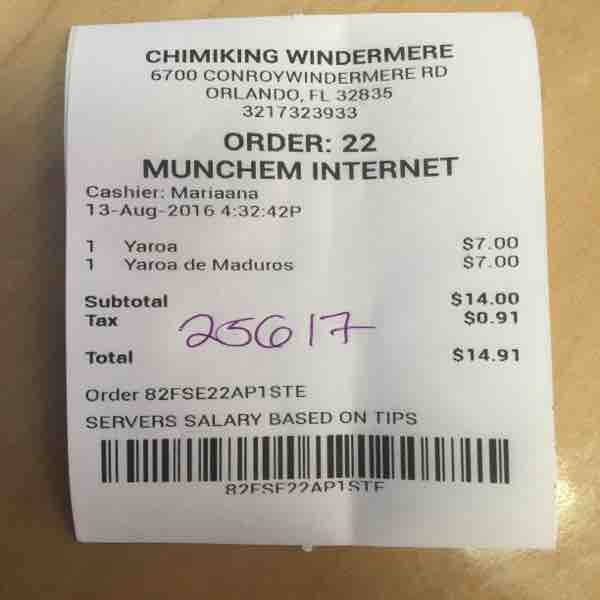 CHIMIKING WINDERMERE
6700 CONROYWINDERMERE RD
ORLANDO, FL 32835
3217323933
ORDER: 22
MUNCHEM INTERNET
Cashier: Mariaana
13-Aug-2016 4:32:42P
1 Yaroa $7.00
1 Yaroa de Maduros $7.00
Subtotal $14.00
Tax $0.91
25617
Total $14.91
Order 82FSE22AP1STE
SERVERS SALARY BASED ON TIPS
82FSE22AP1STE